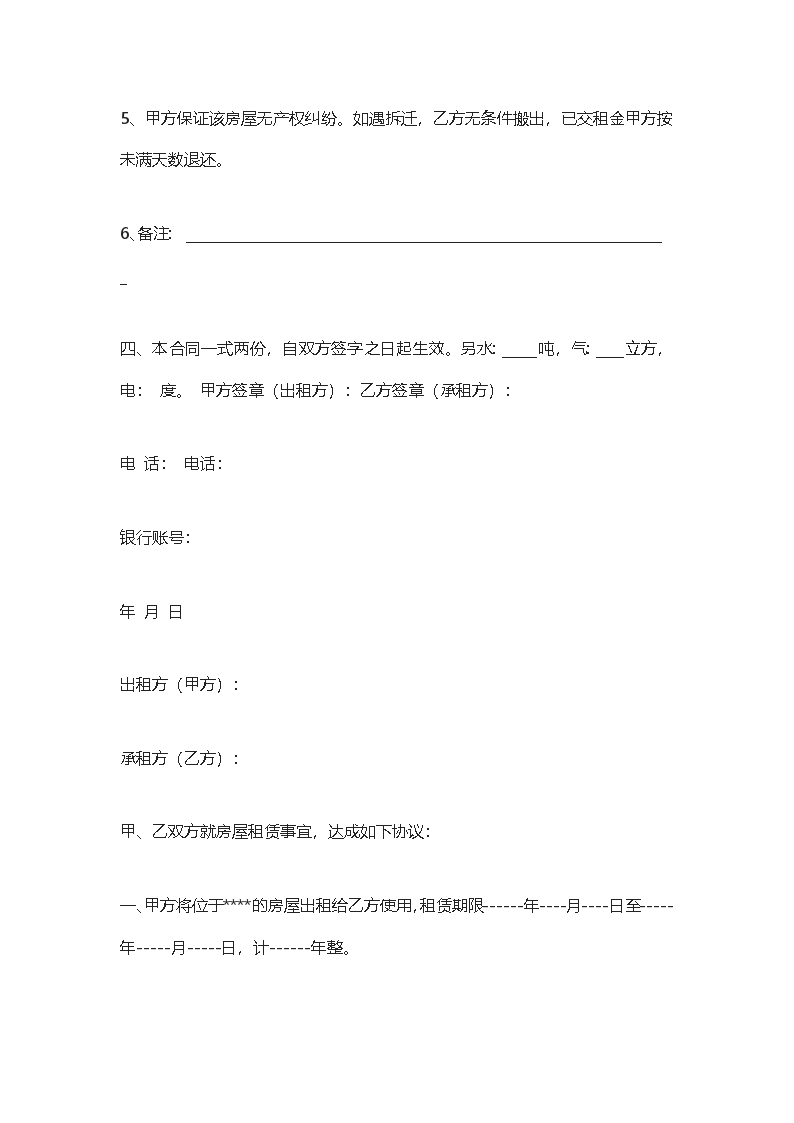 5、甲方保证该房屋无产权纠纷。如遇拆迁，乙方无条件搬出，已交租金甲方按
未满天数退还。
6、备注: ____________________________________________________________
_
四、本合同一式两份，自双方签字之日起生效。另水: ____吨，气: ___立方，
电： 度。 甲方签章（出租方）：乙方签章（承租方）：
电 话： 电话：
银行账号：
年 月 日
出租方（甲方）：
承租方（乙方）：
甲、乙双方就房屋租赁事宜，达成如下协议：
一、甲方将位于****的房屋出租给乙方使用，租赁期限------年----月----日至-----
年-----月-----日，计------年整。